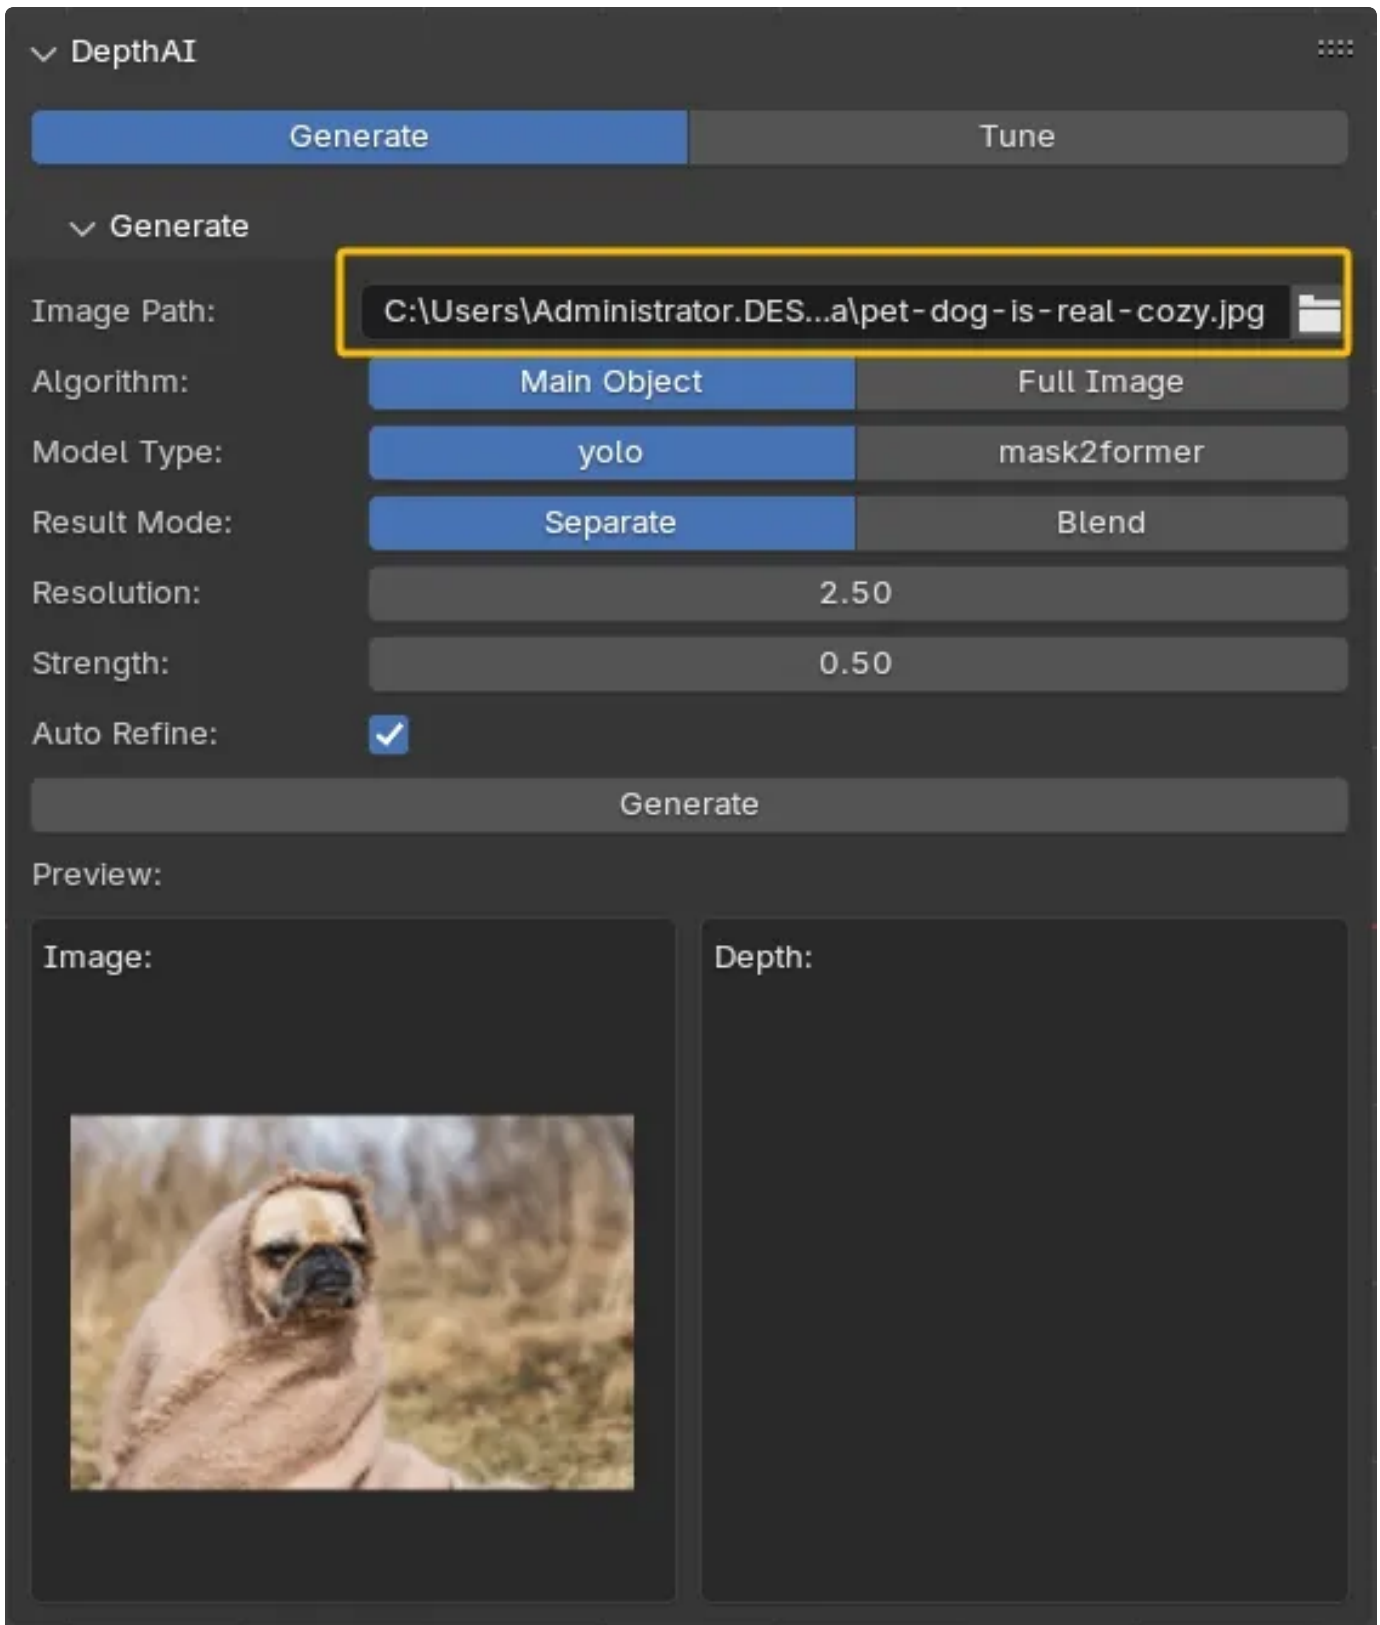 DepthAI
Generate Tune
Generate
Image Path: C:\Users\Administrator.DES...a\pet-dog-is-real-cozy.jpg
Algorithm: Main Object Full Image
Model Type: yolo mask2former
Result Mode: Separate Blend
Resolution: 2.50
Strength: 0.50
Auto Refine:
Generate
Preview:
Image: Depth: